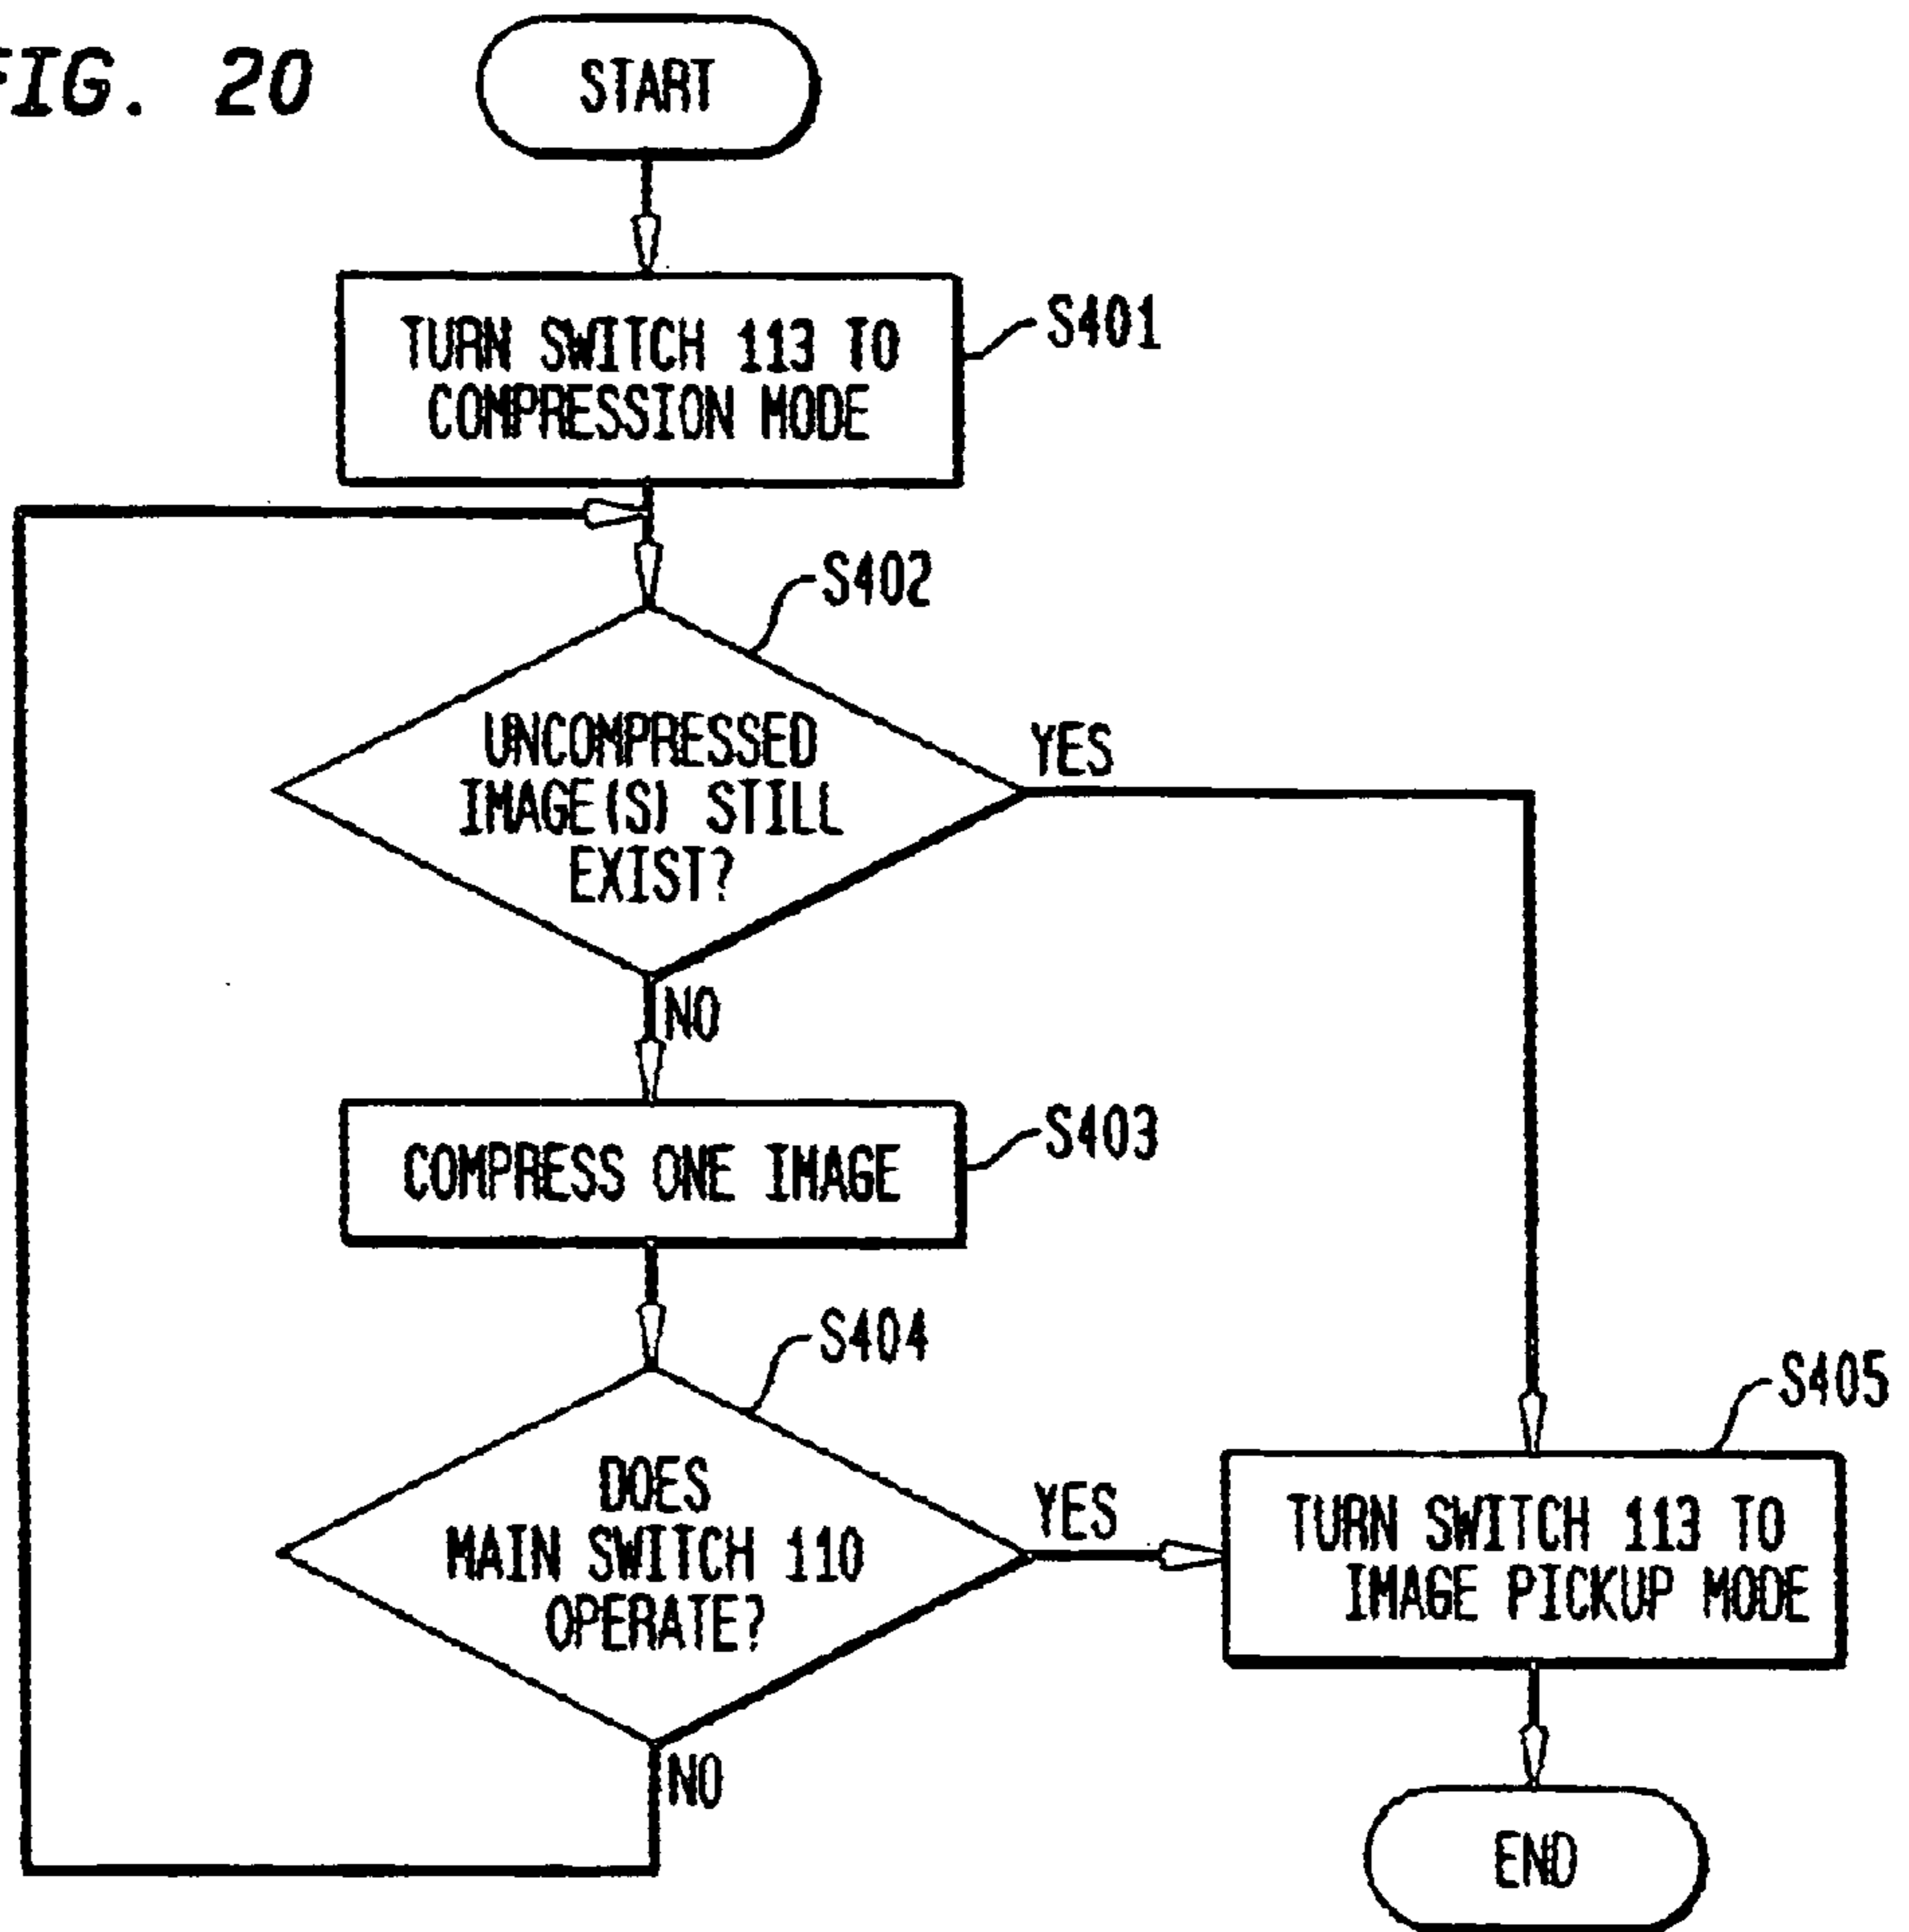 FIG. 20
START
TURN SWITCH 113 TO
COMPRESSION MODE
S401
S402
UNCOMPRESSED
IMAGE(S) STILL
EXIST?
YES
NO
COMPRESS ONE IMAGE
S403
S404
DOES
MAIN SWITCH 110
OPERATE?
YES
NO
S405
TURN SWITCH 113 TO
IMAGE PICKUP MODE
END